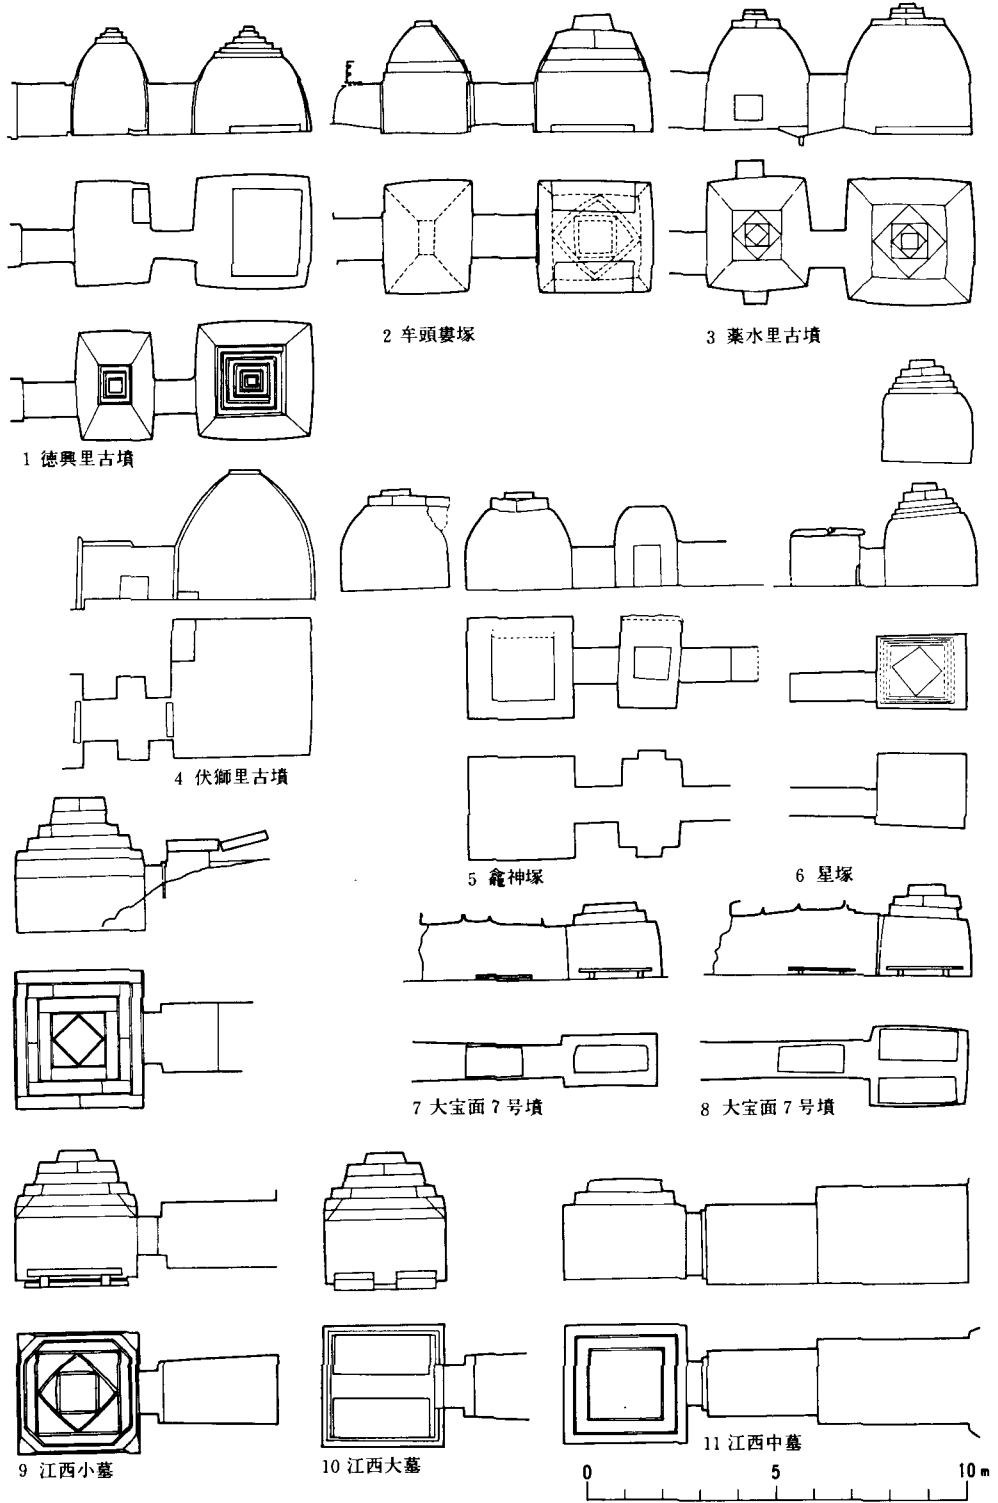 2 牟頭婁塚
3 薬水里古墳
1 徳興里古墳
4 伏獅里古墳
5 龕神塚
6 星塚
7 大宝面7号墳
8 大宝面7号墳
9 江西小墓
10 江西大墓
11 江西中墓
0 5 10m